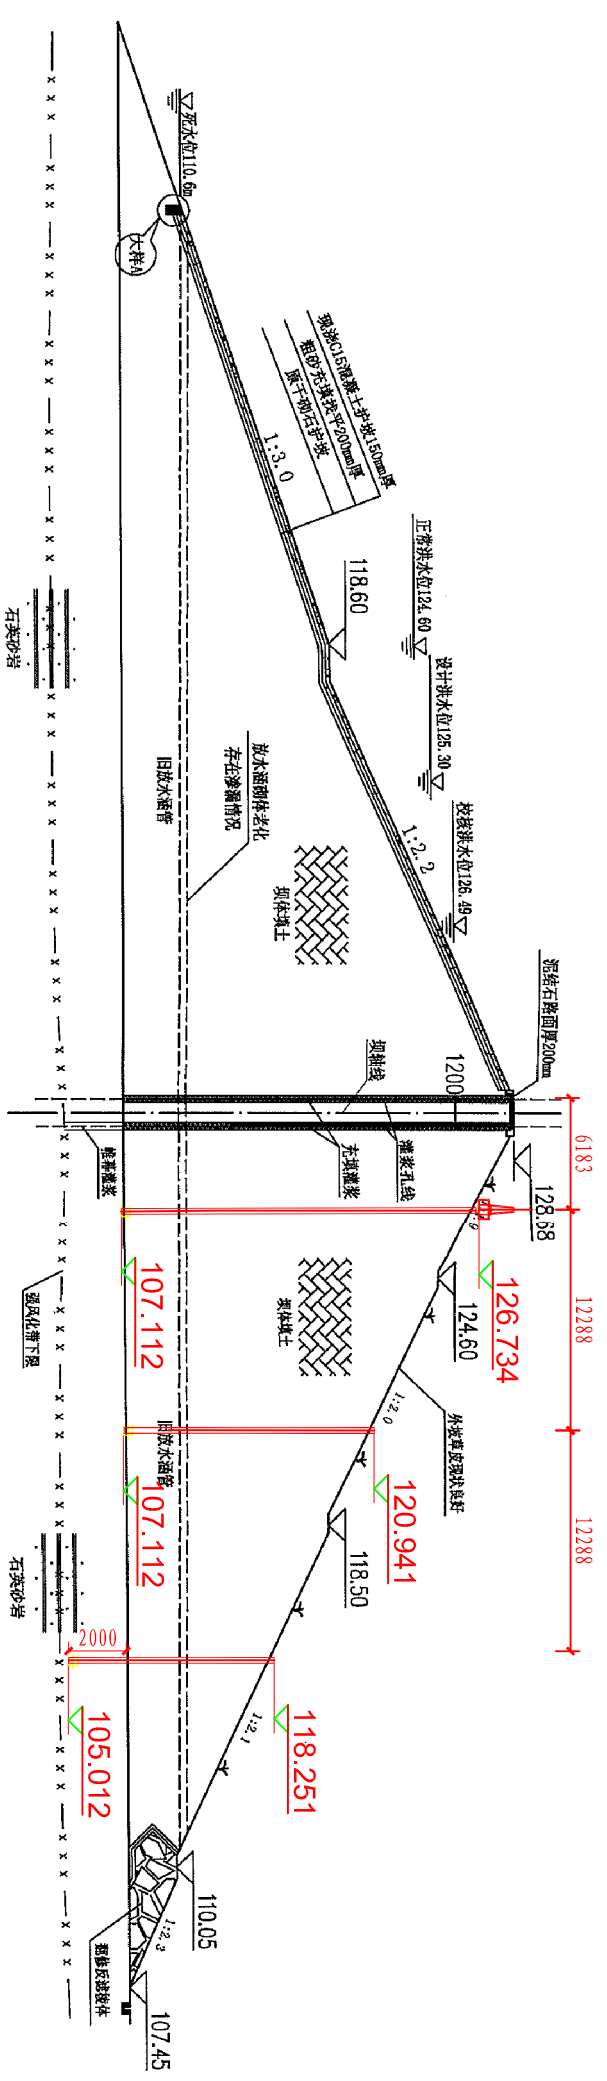 死水位110.6m
大样A
现浇C15混凝土护坡150mm厚
粗砂充填找平200mm厚
原干砌石护坡
1:3.0
118.60
正常洪水位124.60
设计洪水位125.30
校核洪水位126.49
1:2.2
石英砂岩
旧放水涵管
放水涵砌体老化
存在渗漏情况
坝体填土
泥结石路面厚200mm
坝轴线
1200
灌浆孔线
充填灌浆
帷幕灌浆
6183
128.68
126.734
12288
124.60
107.112
坝体填土
强风化带下限
1:2.0
外坡草皮现状良好
旧放水涵管
120.941
107.112
12288
118.50
石英砂岩
2000
118.251
105.012
1:2.1
110.05
1:2.3
翻修反滤棱体
107.45